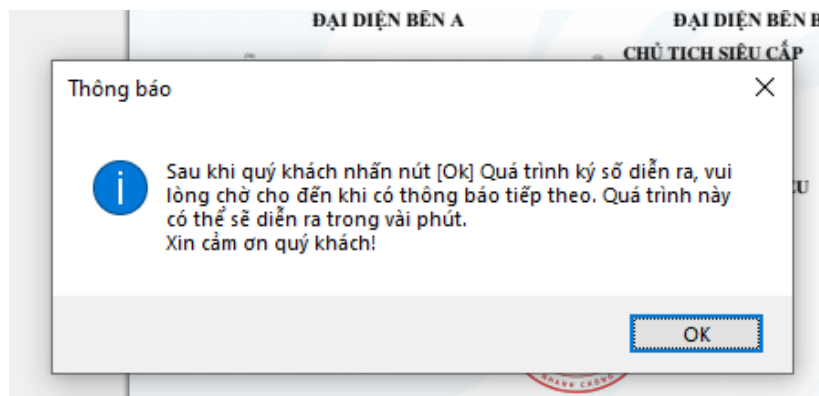 ĐẠI DIỆN BÊN A
ĐẠI DIỆN BÊN B
CHỦ TỊCH SIÊU CẤP
Thông báo
Sau khi quý khách nhấn nút [Ok] Quá trình ký số diễn ra, vui
lòng chờ cho đến khi có thông báo tiếp theo. Quá trình này
có thể sẽ diễn ra trong vài phút.
Xin cảm ơn quý khách!
OK
NHANH CHÓNG